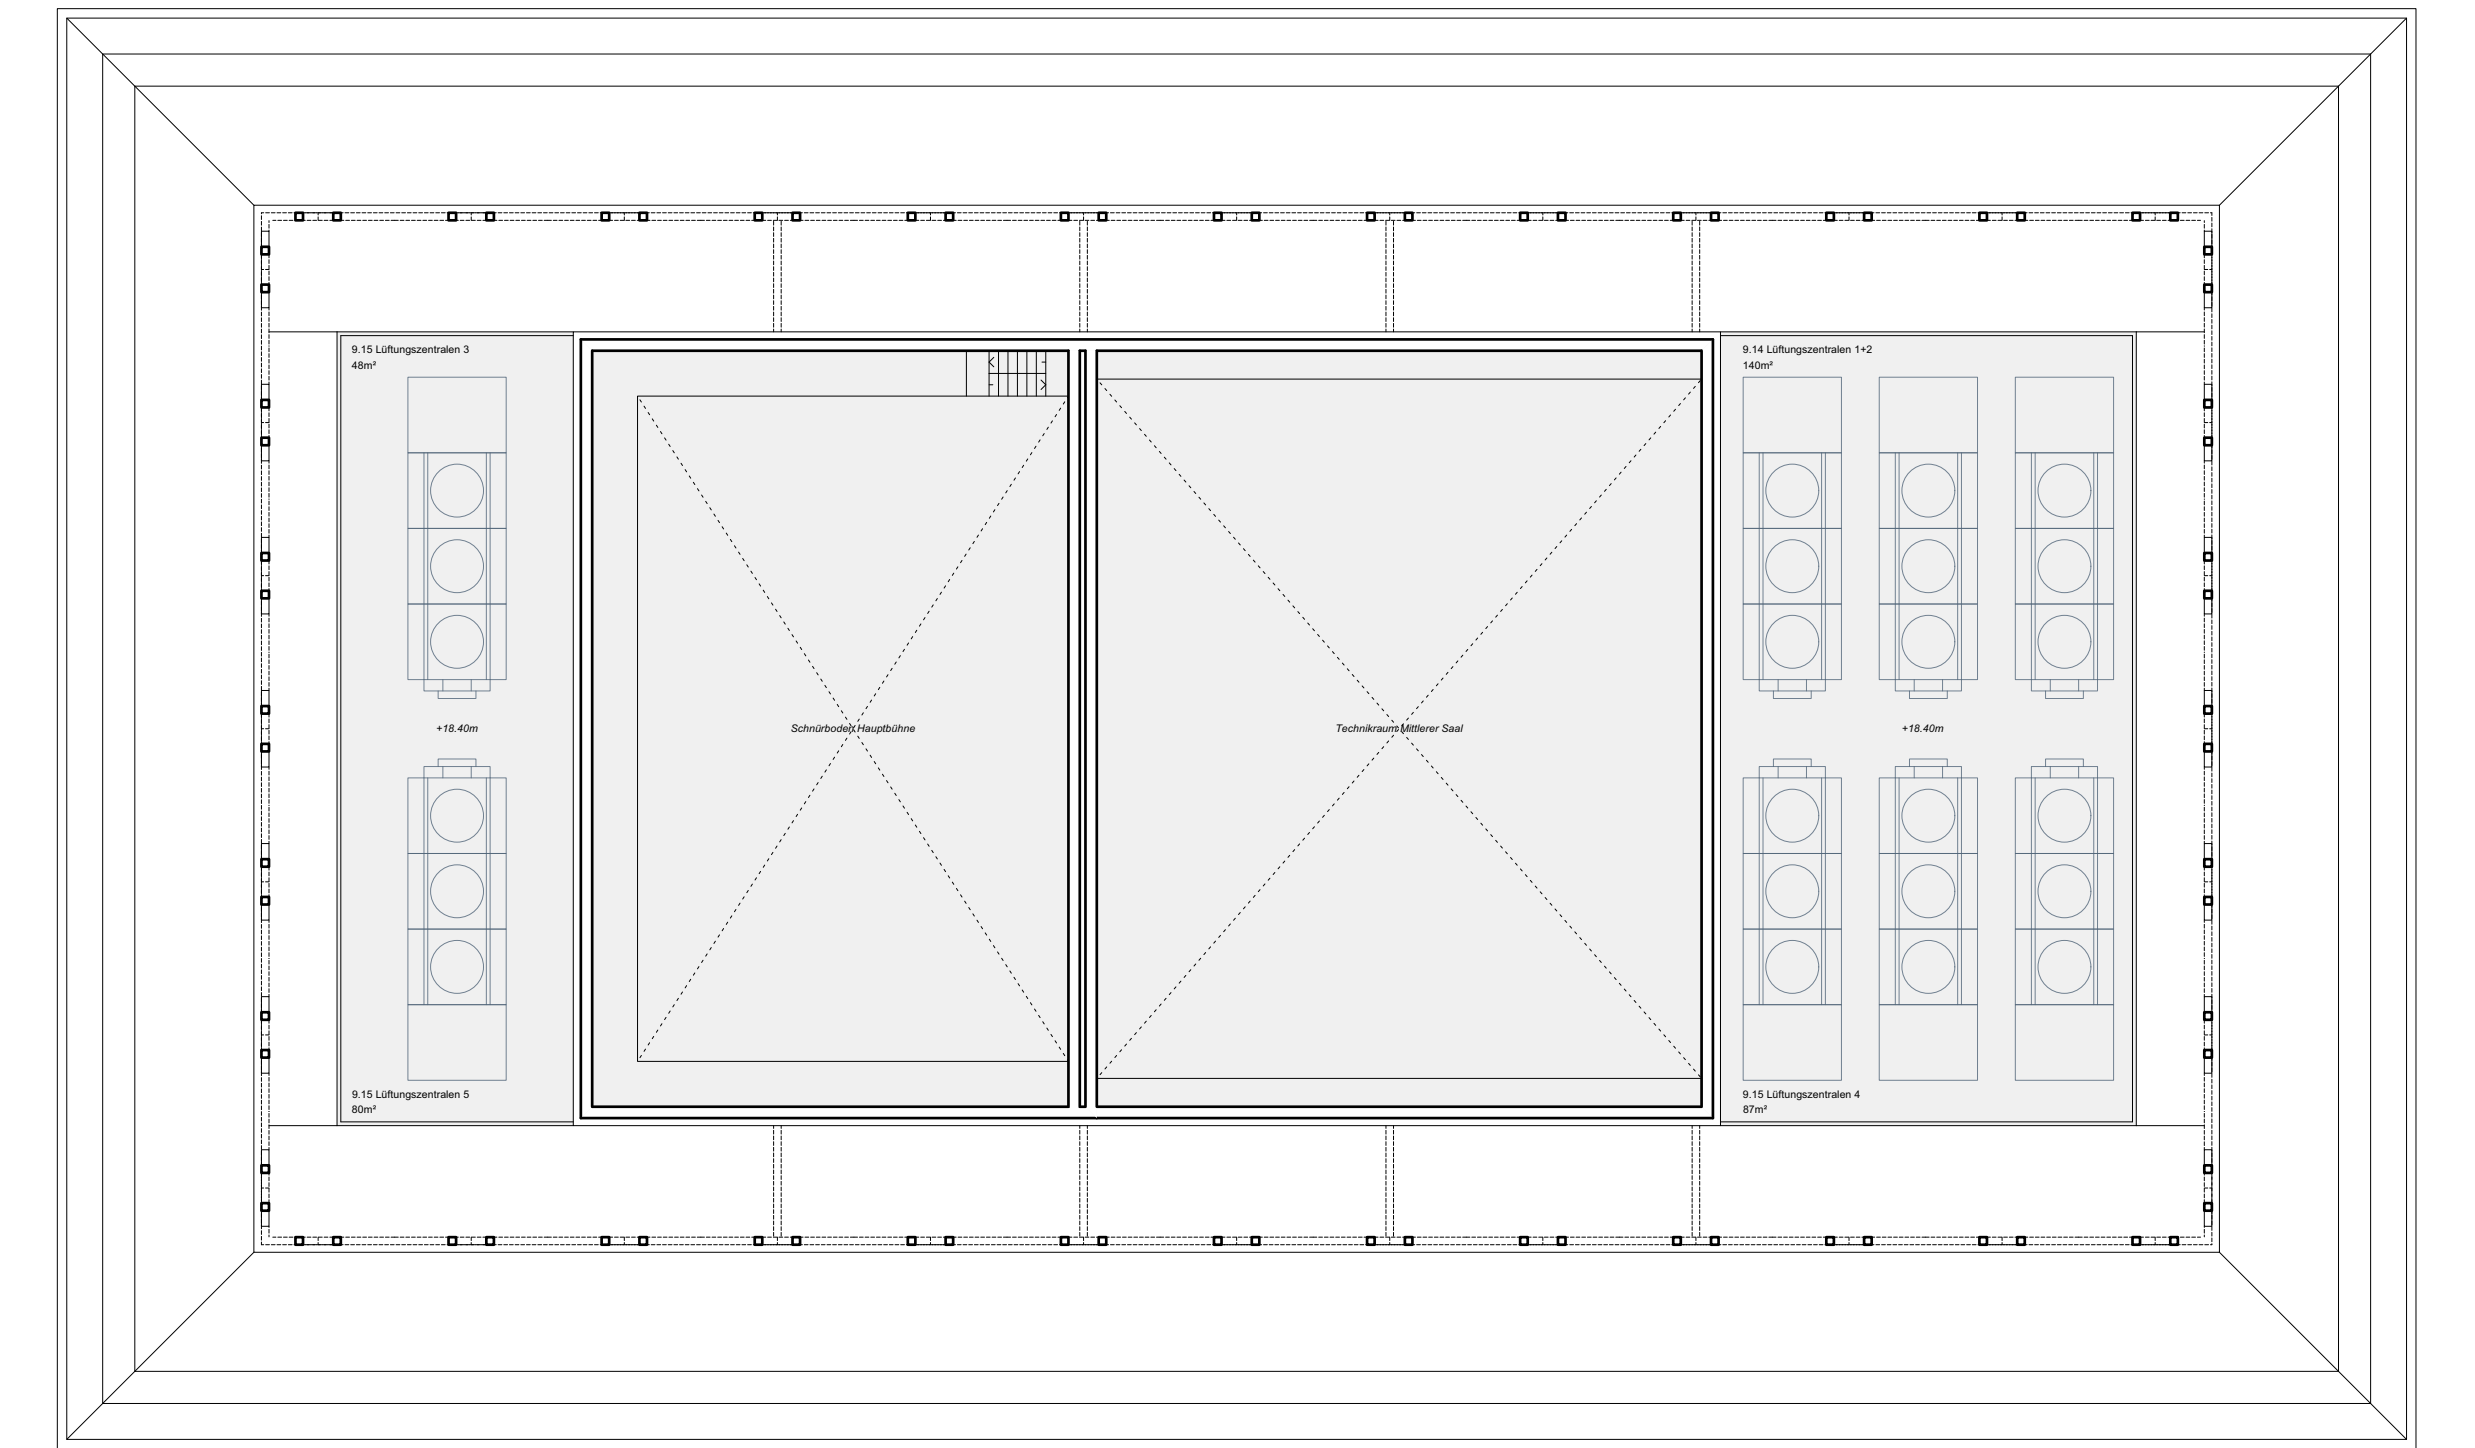 9.15 Lüftungszentralen 3
48m²
9.14 Lüftungszentralen 1+2
140m²
+18.40m
Schnürboden Hauptbühne
Technikraum Mittlerer Saal
+18.40m
9.15 Lüftungszentralen 5
80m²
9.15 Lüftungszentralen 4
87m²